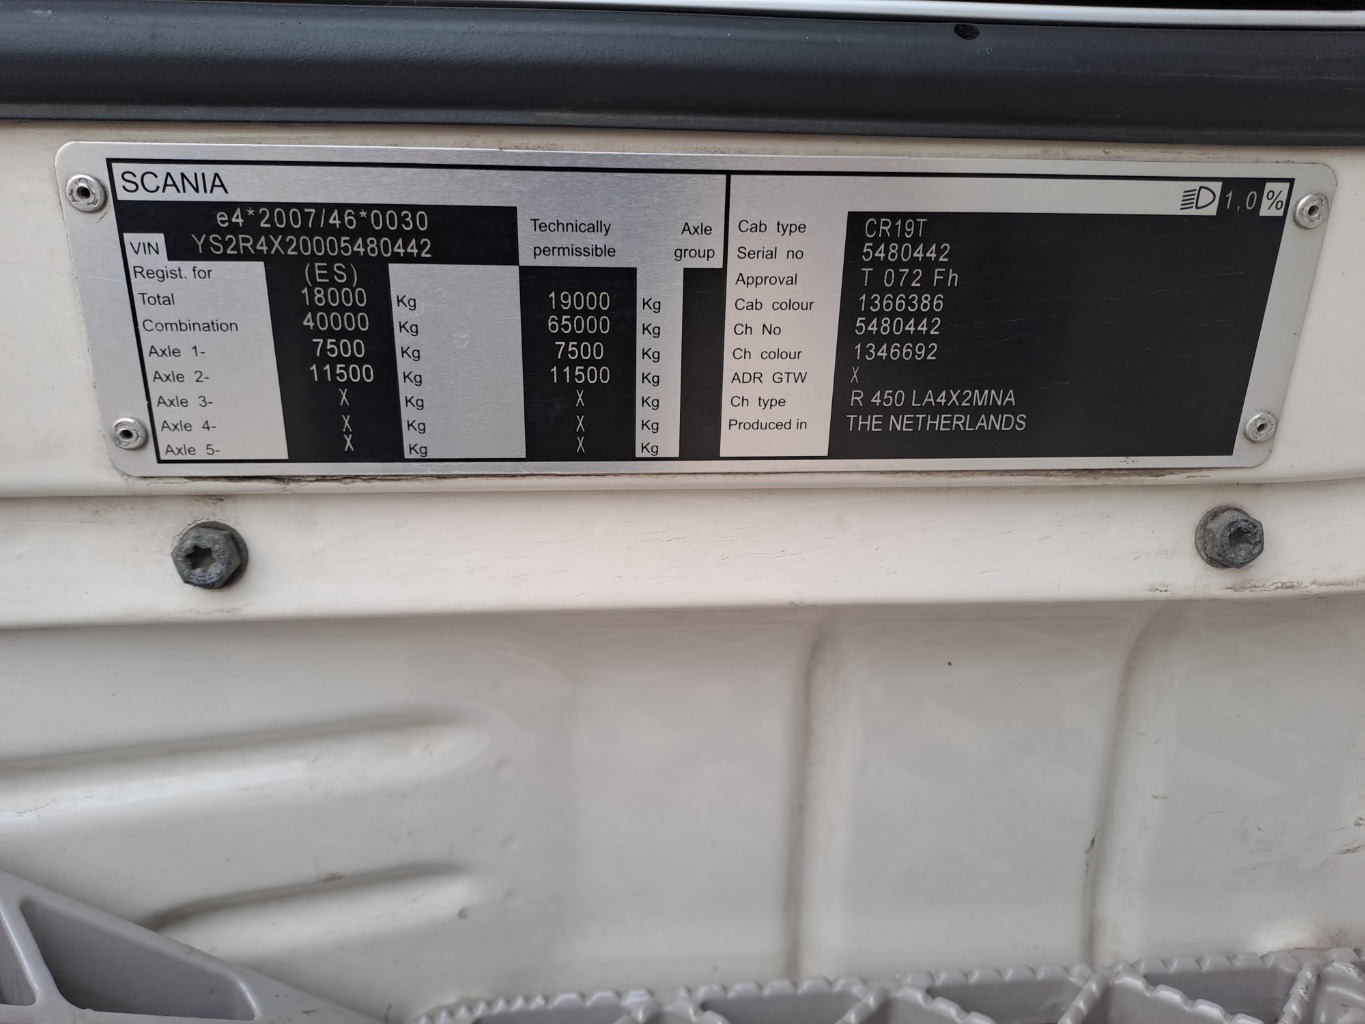 SCANIA
1,0 %
e4*2007/46*0030
VIN YS2R4X20005480442
Technically permissible
Axle group
Regist. for (ES)
Total 18000 Kg 19000 Kg
Combination 40000 Kg 65000 Kg
Axle 1- 7500 Kg 7500 Kg
Axle 2- 11500 Kg 11500 Kg
Axle 3- X Kg X Kg
Axle 4- X Kg X Kg
Axle 5- X Kg X Kg
Cab type CR19T
Serial no 5480442
Approval T 072 Fh
Cab colour 1366386
Ch No 5480442
Ch colour 1346692
ADR GTW X
Ch type R 450 LA4X2MNA
Produced in THE NETHERLANDS